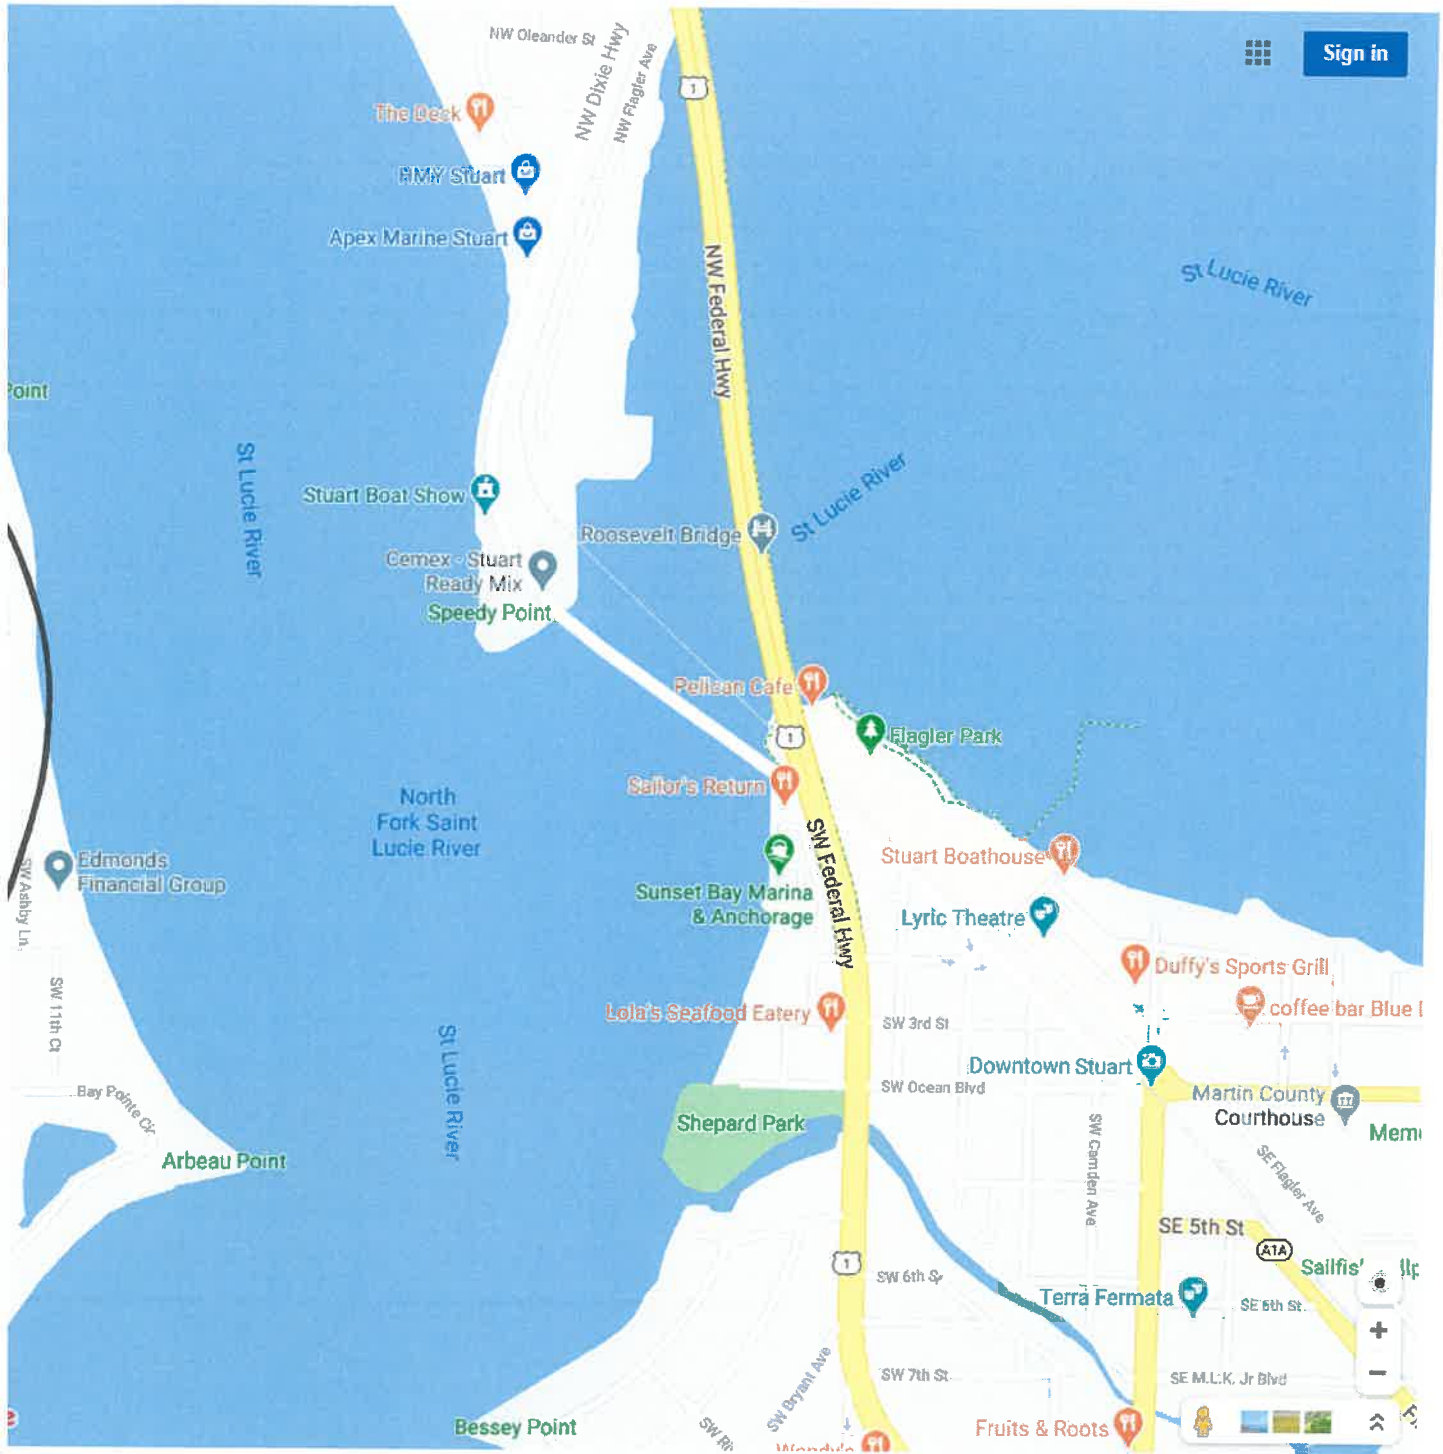 NW Oleander St
NW Dixie Hwy
NW Flagler Ave
1
Sign in
The Deck
HMY Stuart
Apex Marine Stuart
NW Federal Hwy
St Lucie River
Point
St Lucie River
St Lucie River
Stuart Boat Show
Roosevelt Bridge
Cemex - Stuart
Ready Mix
Speedy Point
Pelican Cafe
1
Flagler Park
Sailor's Return
North
Fork Saint
Lucie River
SW Federal Hwy
Stuart Boathouse
Edmonds
Financial Group
SW Ashby Ln
Sunset Bay Marina
& Anchorage
Lyric Theatre
Duffy's Sports Grill
SW 11th Ct
Lola's Seafood Eatery
coffee bar Blue
SW 3rd St
St Lucie River
Downtown Stuart
SW Ocean Blvd
Bay Pointe Cir
Martin County
Courthouse
Shepard Park
SW Camden Ave
Arbeau Point
SE Flagler Ave
SE 5th St
A1A
1
SW 6th St
Terra Fermata
SE 6th St
SW Bryant Ave
SW 7th St
SE M.L.K. Jr Blvd
Bessey Point
Fruits & Roots
Wendy's